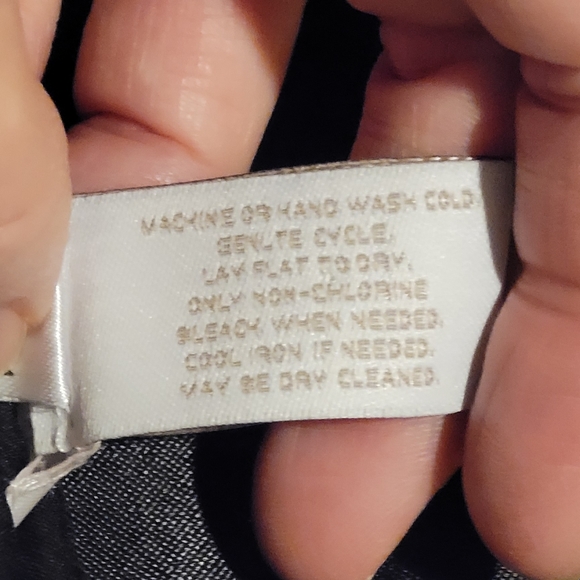 MACHINE OR HAND WASH COLD.
GENLTE CYCLE.
LAY FLAT TO DRY.
ONLY NON-CHLORINE
BLEACH WHEN NEEDED.
COOL IRON IF NEEDED.
MAY BE DRY CLEANED.